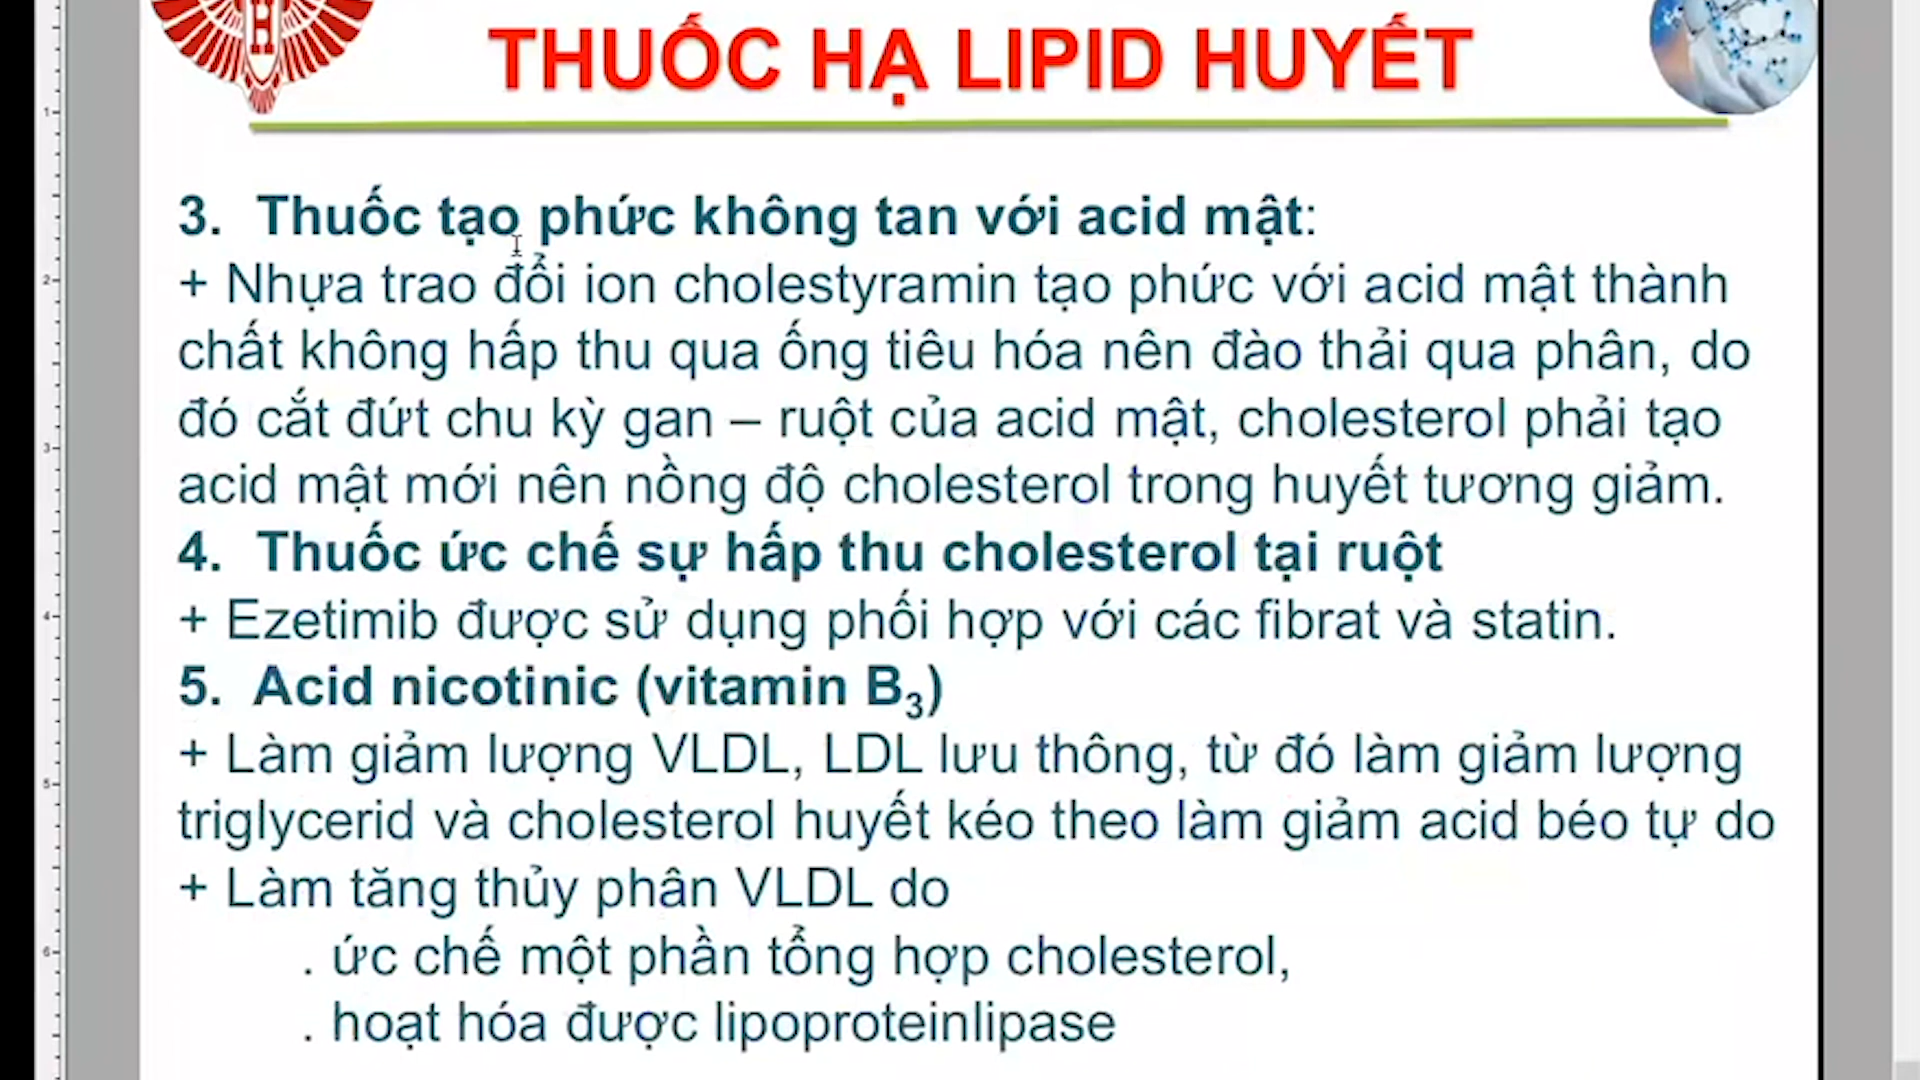 THUỐC HẠ LIPID HUYẾT
3. Thuốc tạo phức không tan với acid mật:
+ Nhựa trao đổi ion cholestyramin tạo phức với acid mật thành
chất không hấp thu qua ống tiêu hóa nên đào thải qua phân, do
đó cắt đứt chu kỳ gan – ruột của acid mật, cholesterol phải tạo
acid mật mới nên nồng độ cholesterol trong huyết tương giảm.
4. Thuốc ức chế sự hấp thu cholesterol tại ruột
+ Ezetimib được sử dụng phối hợp với các fibrat và statin.
5. Acid nicotinic (vitamin B₃)
+ Làm giảm lượng VLDL, LDL lưu thông, từ đó làm giảm lượng
triglycerid và cholesterol huyết kéo theo làm giảm acid béo tự do
+ Làm tăng thủy phân VLDL do
. ức chế một phần tổng hợp cholesterol,
. hoạt hóa được lipoproteinlipase
1
2
3
4
5
6